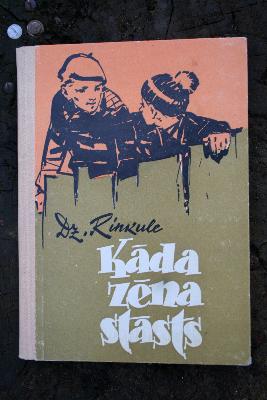 Dz. Rinkule
Kāda
zēna
stāsts